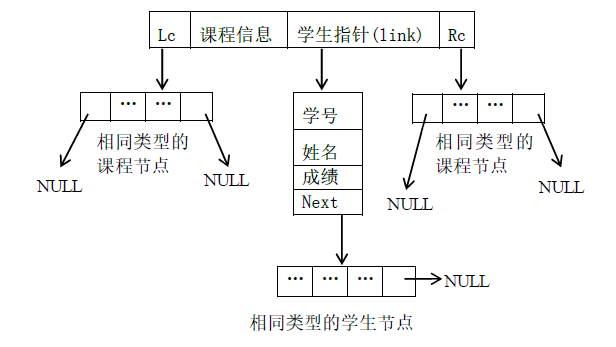 Lc 课程信息 学生指针(link) Rc
… …
学号
… …
相同类型的
课程节点
姓名
相同类型的
课程节点
NULL
NULL
成绩
NULL
NULL
Next
… … …
NULL
相同类型的学生节点